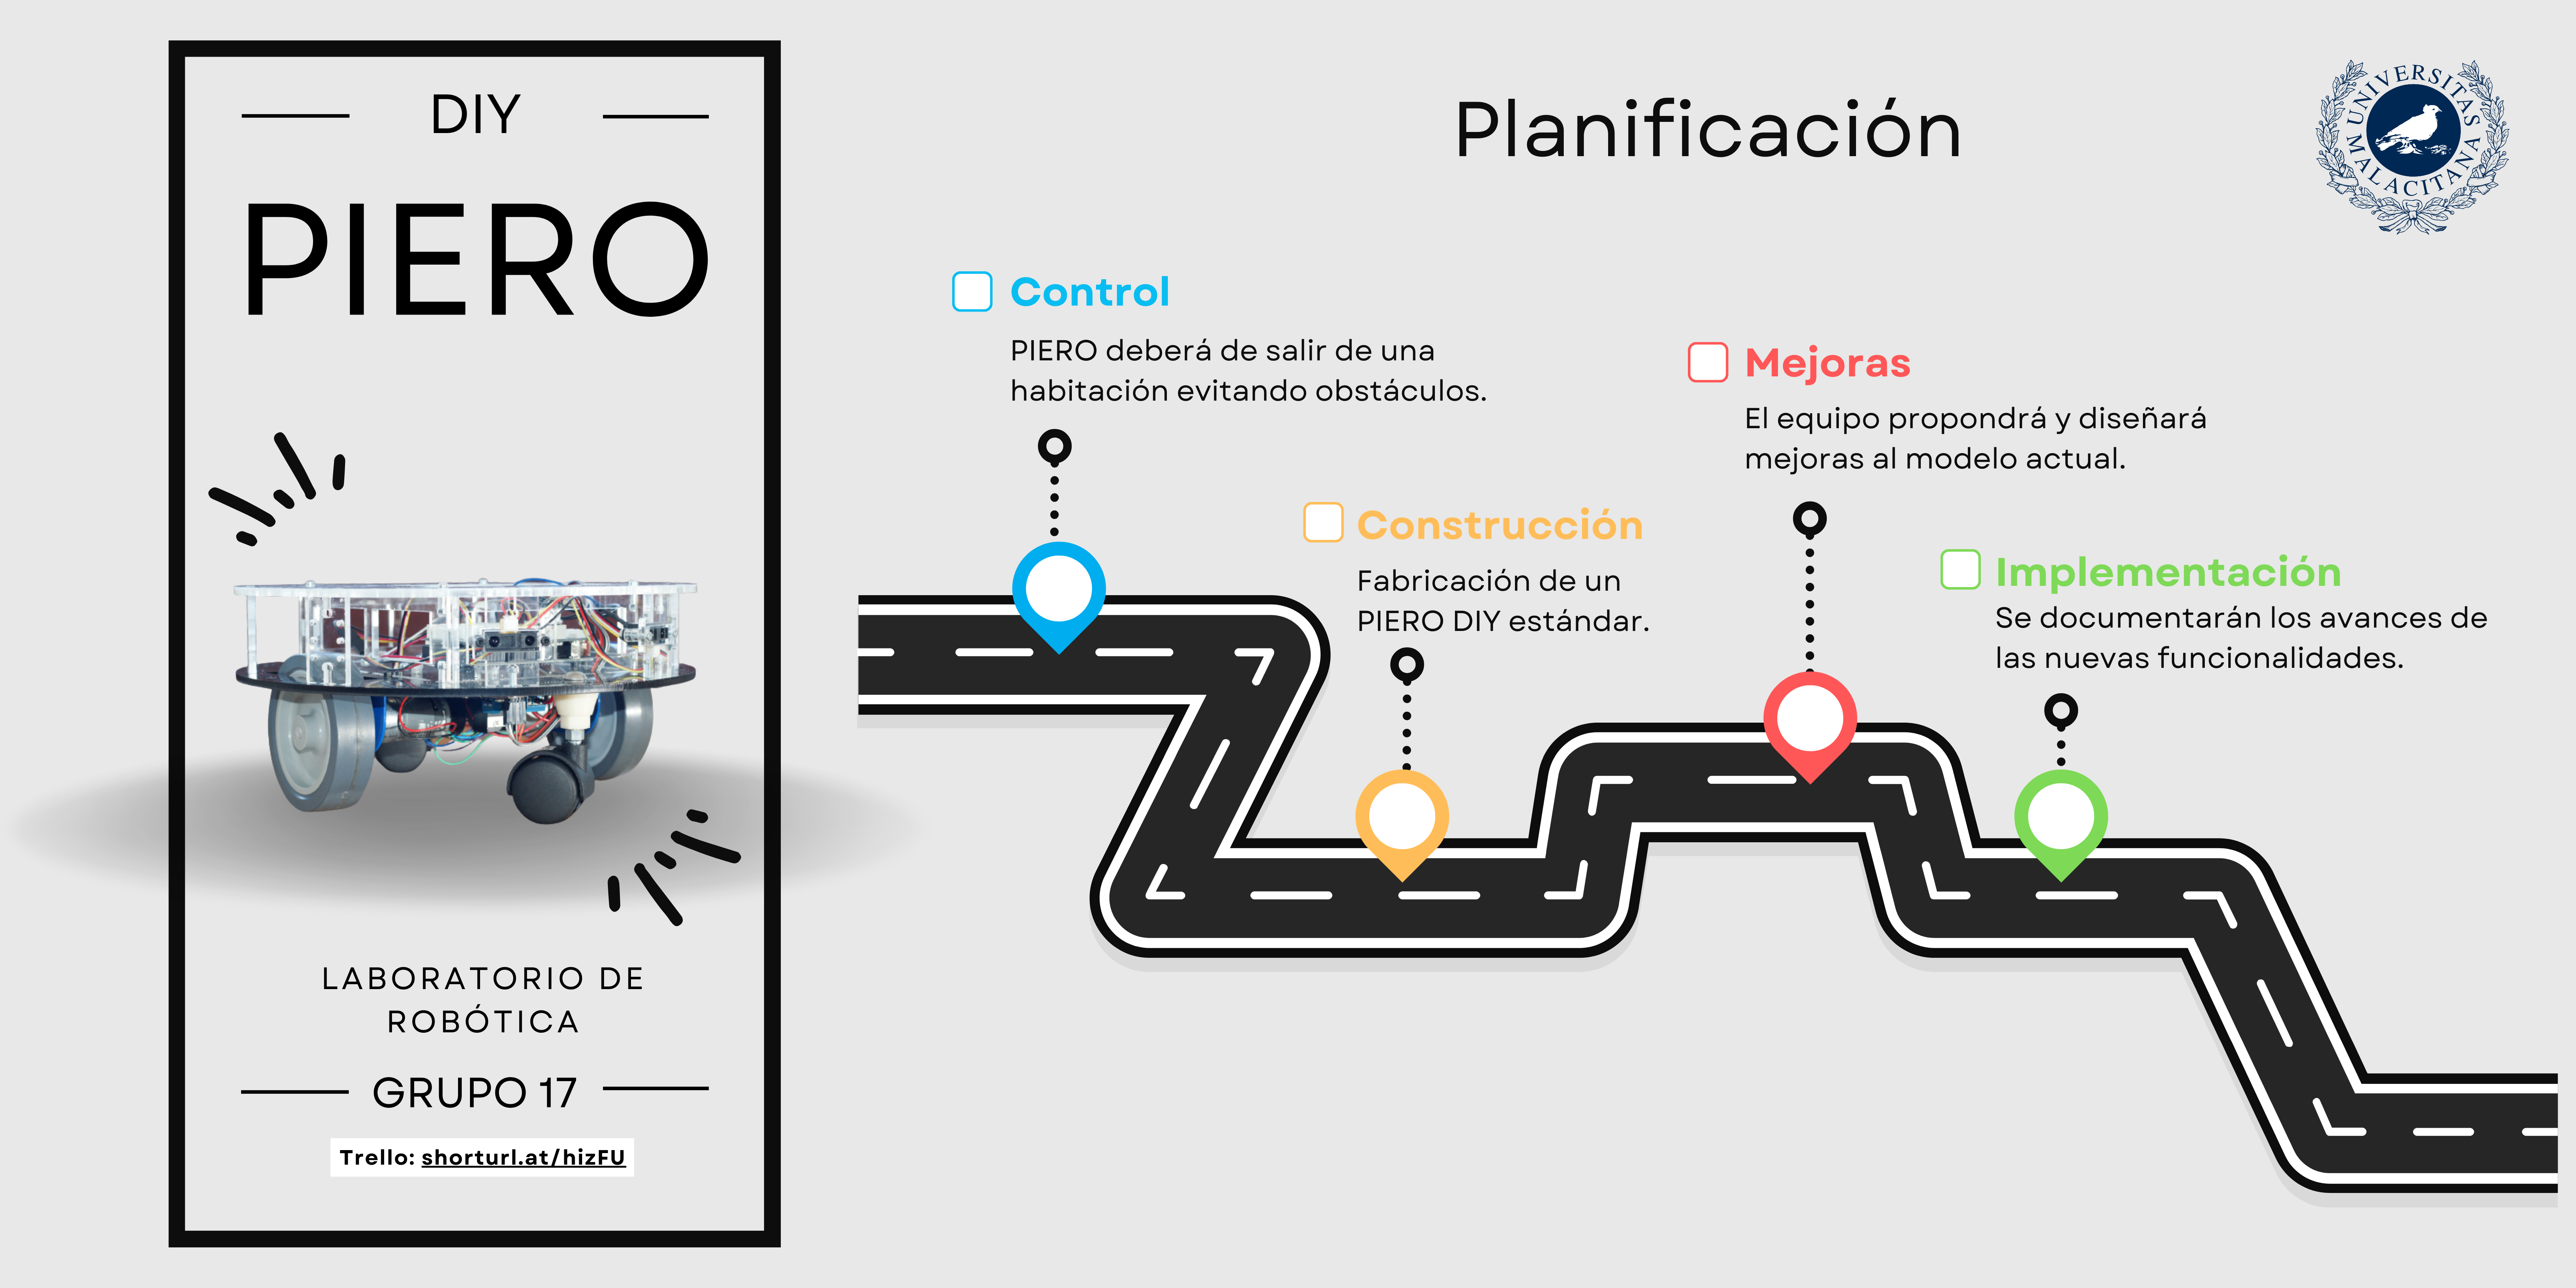 DIY
PIERO
LABORATORIO DE
ROBÓTICA
GRUPO 17
Trello: shorturl.at/hizFU
Planificación
UNIVERSITAS
MALACITANA
Control
PIERO deberá de salir de una
habitación evitando obstáculos.
Construcción
Fabricación de un
PIERO DIY estándar.
Mejoras
El equipo propondrá y diseñará
mejoras al modelo actual.
Implementación
Se documentarán los avances de
las nuevas funcionalidades.